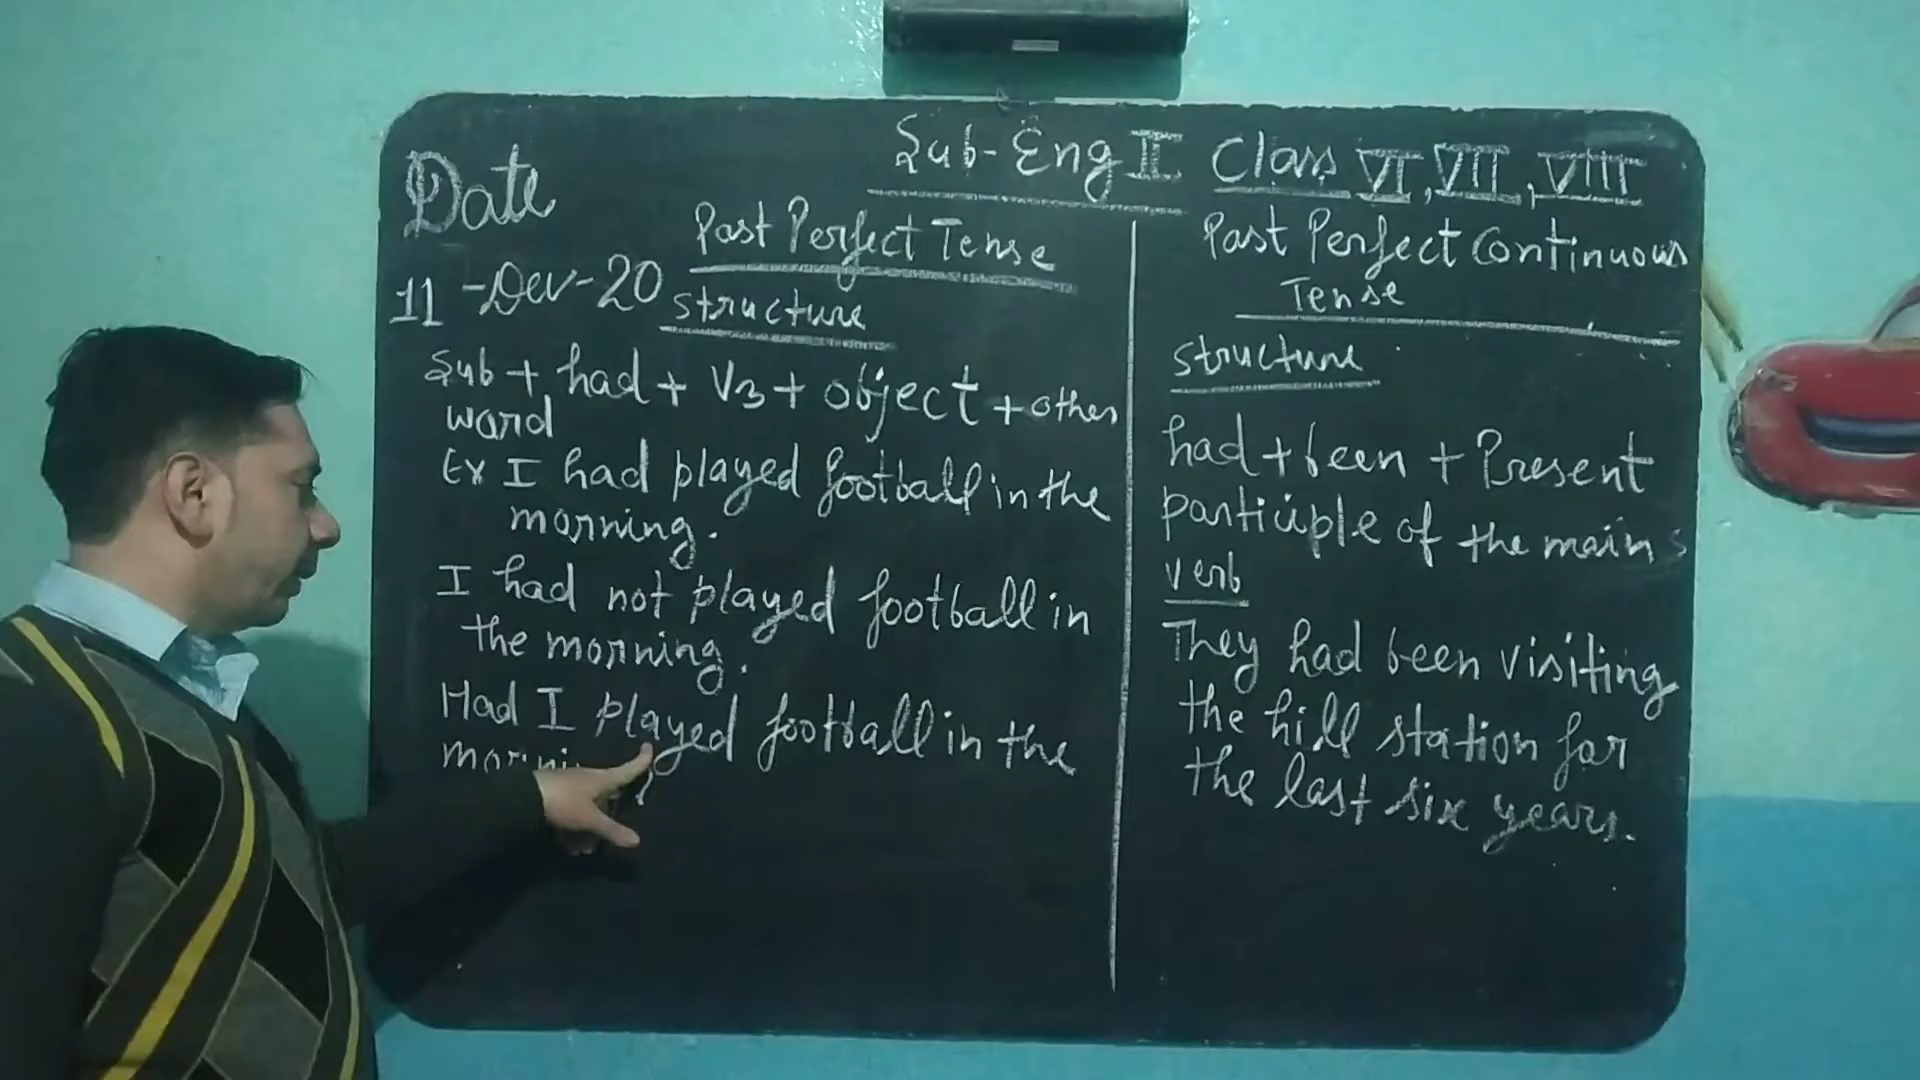 Sub-Eng II Class VI, VII, VIII
Date
11-Dev-20
Past Perfect Tense
structure
Sub + had + V3 + object + other
word
Ex I had played football in the
morning.
I had not played football in
the morning.
Had I played football in the
Past Perfect Continuous
Tense
structure
had + been + Present
participle of the main
verb
They had been visiting
the hill station for
the last six years.